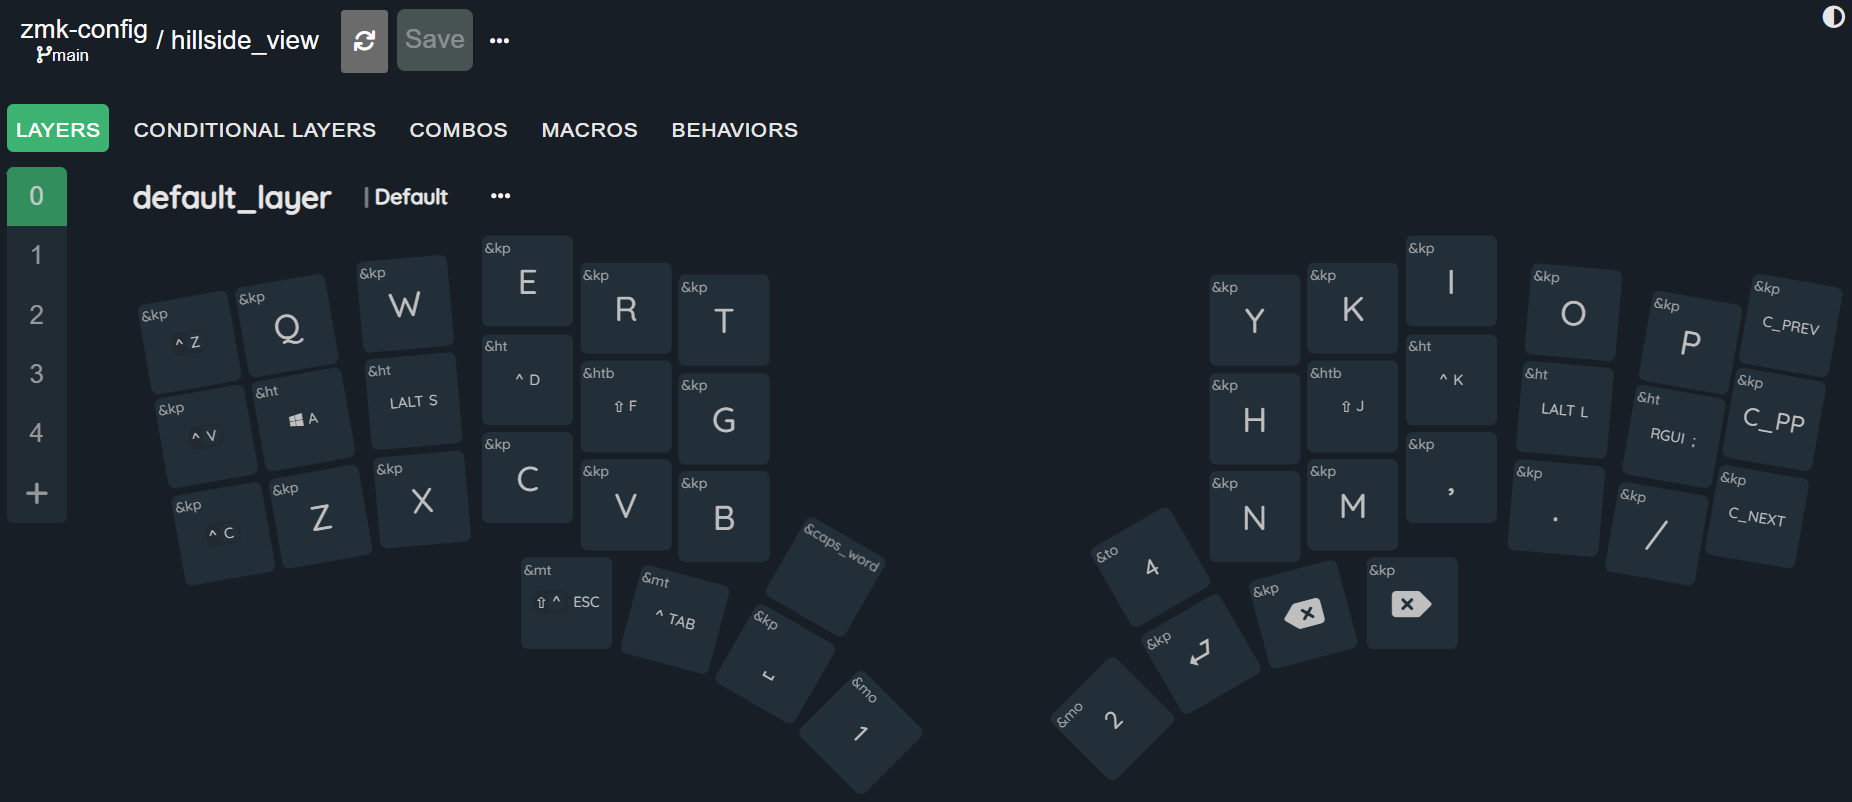 zmk-config / hillside_view Save •••
main
LAYERS CONDITIONAL LAYERS COMBOS MACROS BEHAVIORS
0
1
2
3
4
+
default_layer | Default •••
&kp ^ Z
&kp Q
&kp W
&kp E
&kp R
&kp T
&kp Y
&kp K
&kp I
&kp O
&kp P
&kp C_PREV
&kp ^ V
&ht A
&ht LALT S
&ht ^ D
&htb ⇧ F
&kp G
&kp H
&htb ⇧ J
&ht ^ K
&ht LALT L
&ht RGUI ;
&kp C_PP
&kp ^ C
&kp Z
&kp X
&kp C
&kp V
&kp B
&caps_word
&to 4
&kp N
&kp M
&kp ,
&kp .
&kp /
&kp C_NEXT
&mt ⇧ ^ ESC
&mt ^ TAB
&kp ␣
&mo 1
&mo 2
&kp ⏎
&kp ⌫
&kp ⌦